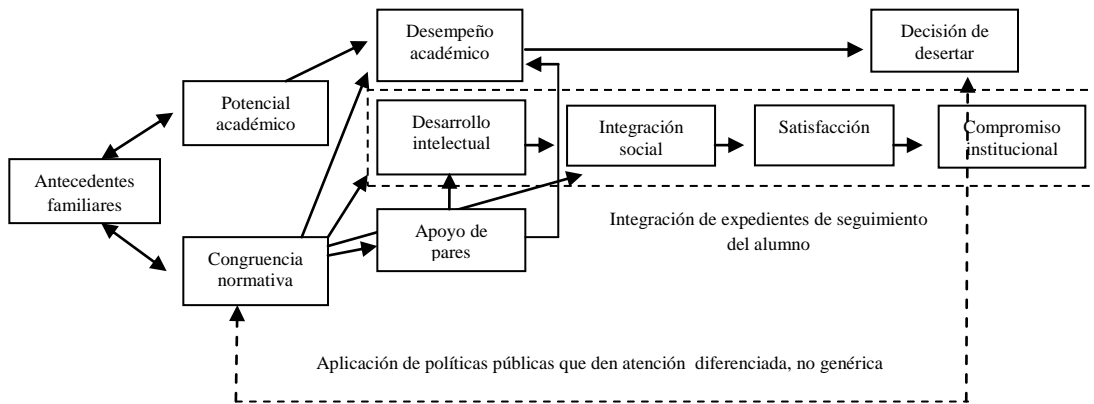 Desempeño
académico
Decisión de
desertar
Potencial
académico
Desarrollo
intelectual
Integración
social
Satisfacción
Compromiso
institucional
Antecedentes
familiares
Apoyo de
pares
Integración de expedientes de seguimiento
del alumno
Congruencia
normativa
Aplicación de políticas públicas que den atención diferenciada, no genérica